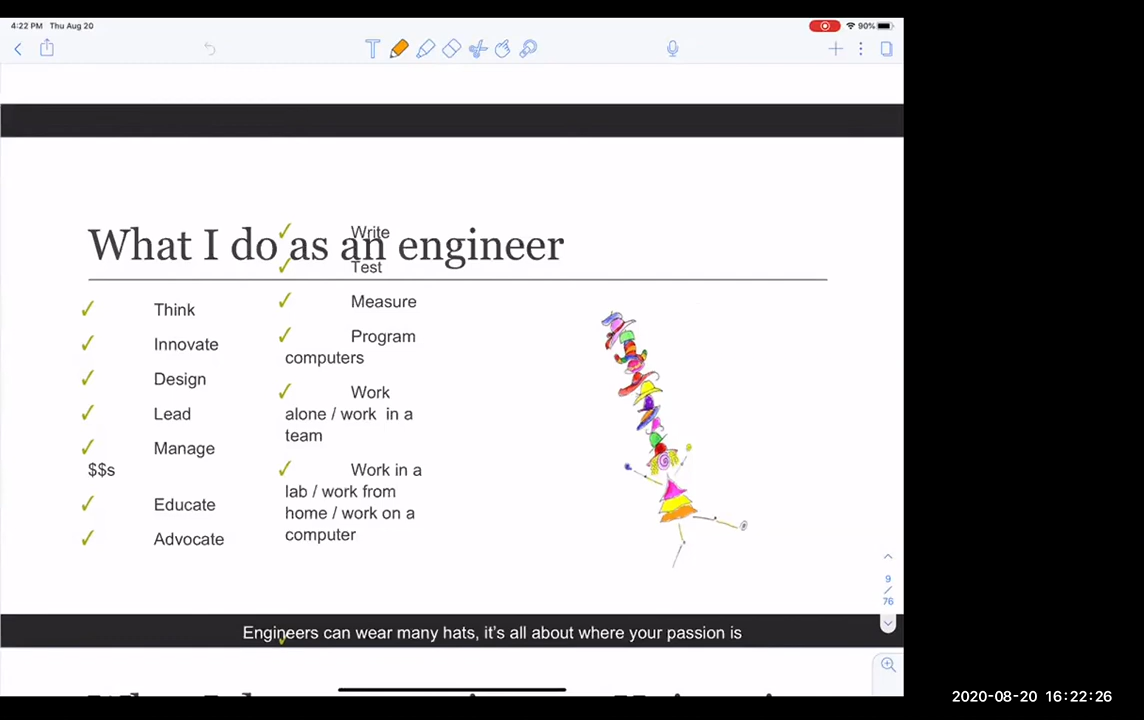 4:22 PM Thu Aug 20
90%
What I do as an engineer
Think
Innovate
Design
Lead
Manage
$$s
Educate
Advocate
Write
Test
Measure
Program
computers
Work
alone / work in a
team
Work in a
lab / work from
home / work on a
computer
9
/
76
Engineers can wear many hats, it's all about where your passion is
2020-08-20 16:22:26